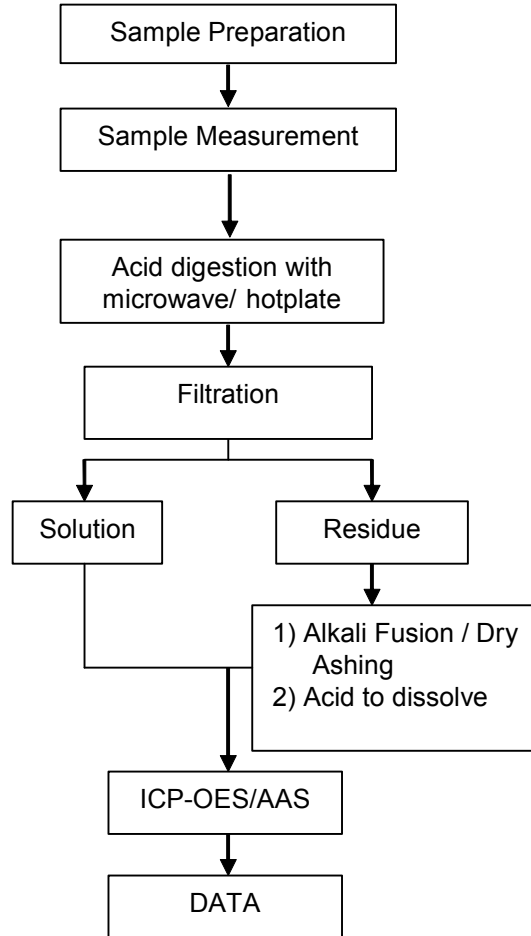 Sample Preparation
Sample Measurement
Acid digestion with
microwave/ hotplate
Filtration
Solution
Residue
1) Alkali Fusion / Dry
Ashing
2) Acid to dissolve
ICP-OES/AAS
DATA